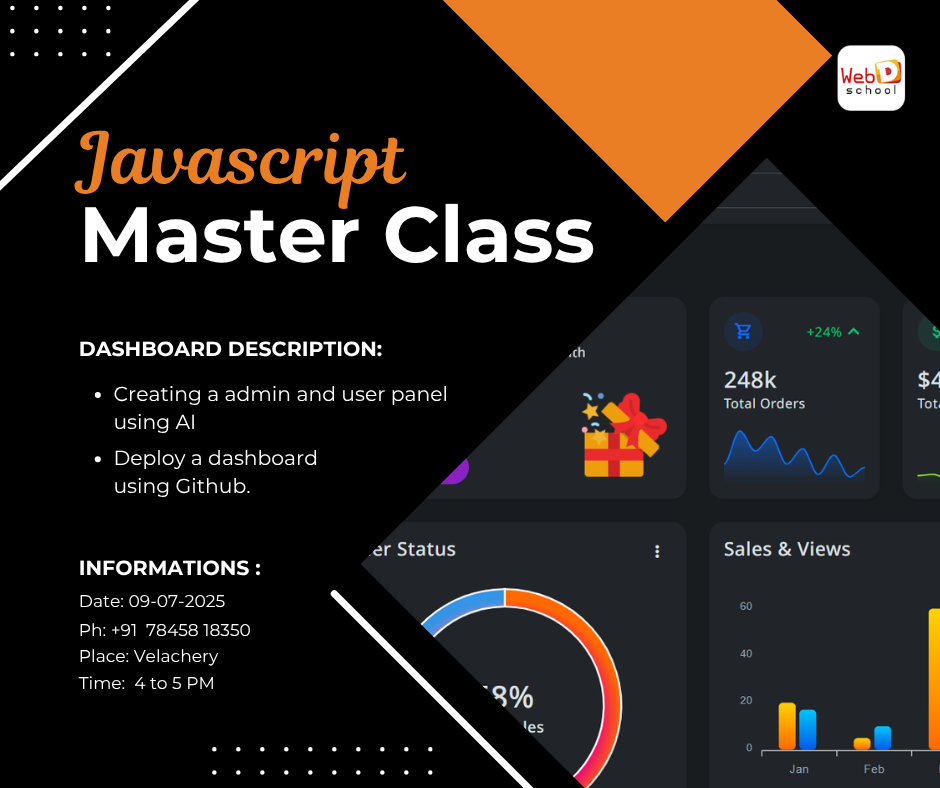 Web D
school
Javascript
Master Class
DASHBOARD DESCRIPTION:
• Creating a admin and user panel
using AI
• Deploy a dashboard
using Github.
INFORMATIONS :
Date: 09-07-2025
Ph: +91  78458 18350
Place: Velachery
Time:  4 to 5 PM
+24%
248k
Total Orders
Sales & Views
Status
60
40
20
0
Jan
Feb